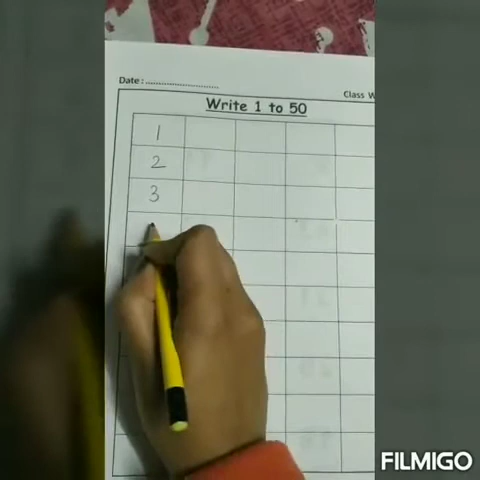 Date :
Class W
Write 1 to 50
1
2
3
FILMIGO